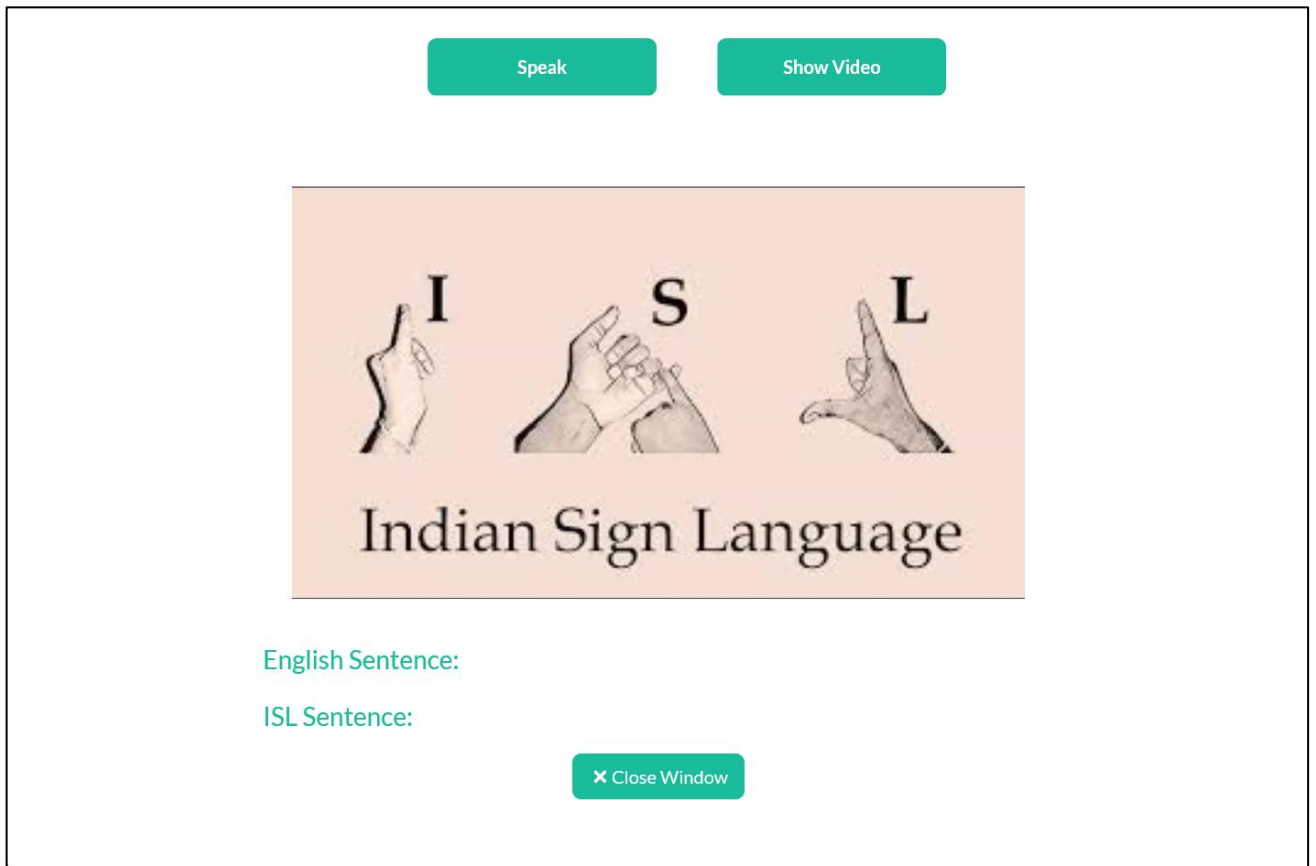 Speak
Show Video
I
S
L
Indian Sign Language
English Sentence:
ISL Sentence:
× Close Window